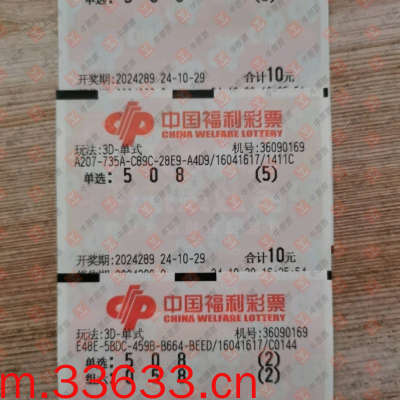 开奖期:2024289 24-10-29 合计10元
中国福利彩票
CHINA WELFARE LOTTERY
玩法:3D-单式 机号:36090169
A207-735A-C89C-28E9-A4D9/16041617/1411C
单选: 5 0 8 (5)
开奖期:2024289 24-10-29 合计10元
中国福利彩票
CHINA WELFARE LOTTERY
玩法:3D-单式 机号:36090169
E48E-5BDC-459B-B664-BEED/16041617/C0144
单选: 5 0 8 (2)
0 5 8 (2)
m.33633.cn